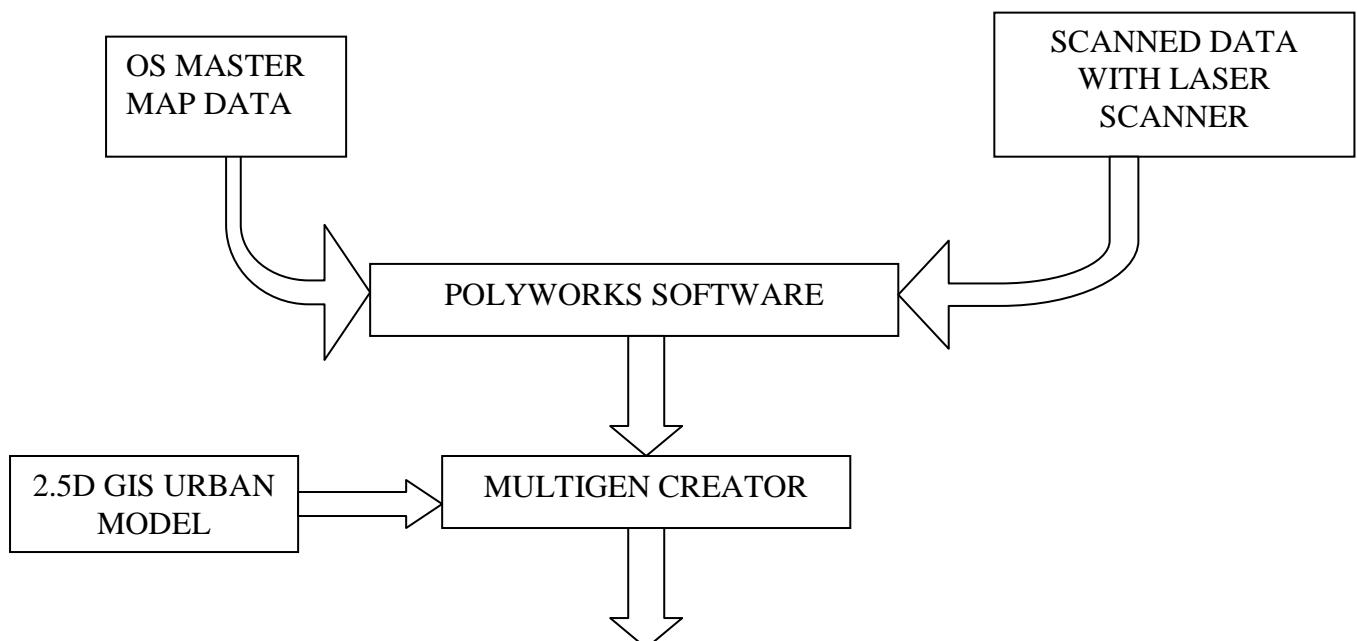 OS MASTER
MAP DATA
SCANNED DATA
WITH LASER
SCANNER
POLYWORKS SOFTWARE
2.5D GIS URBAN
MODEL
MULTIGEN CREATOR